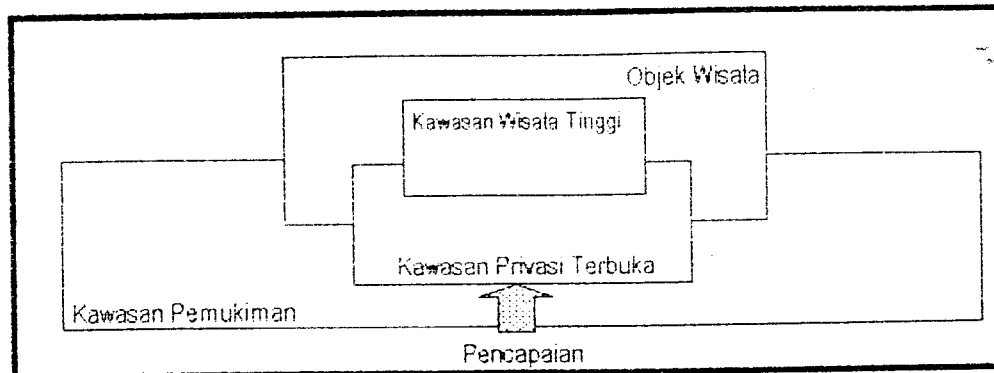 Objek Wisata
Kawasan Wisata Tinggi
Kawasan Privasi Terbuka
Kawasan Pemukiman
Pencapaian